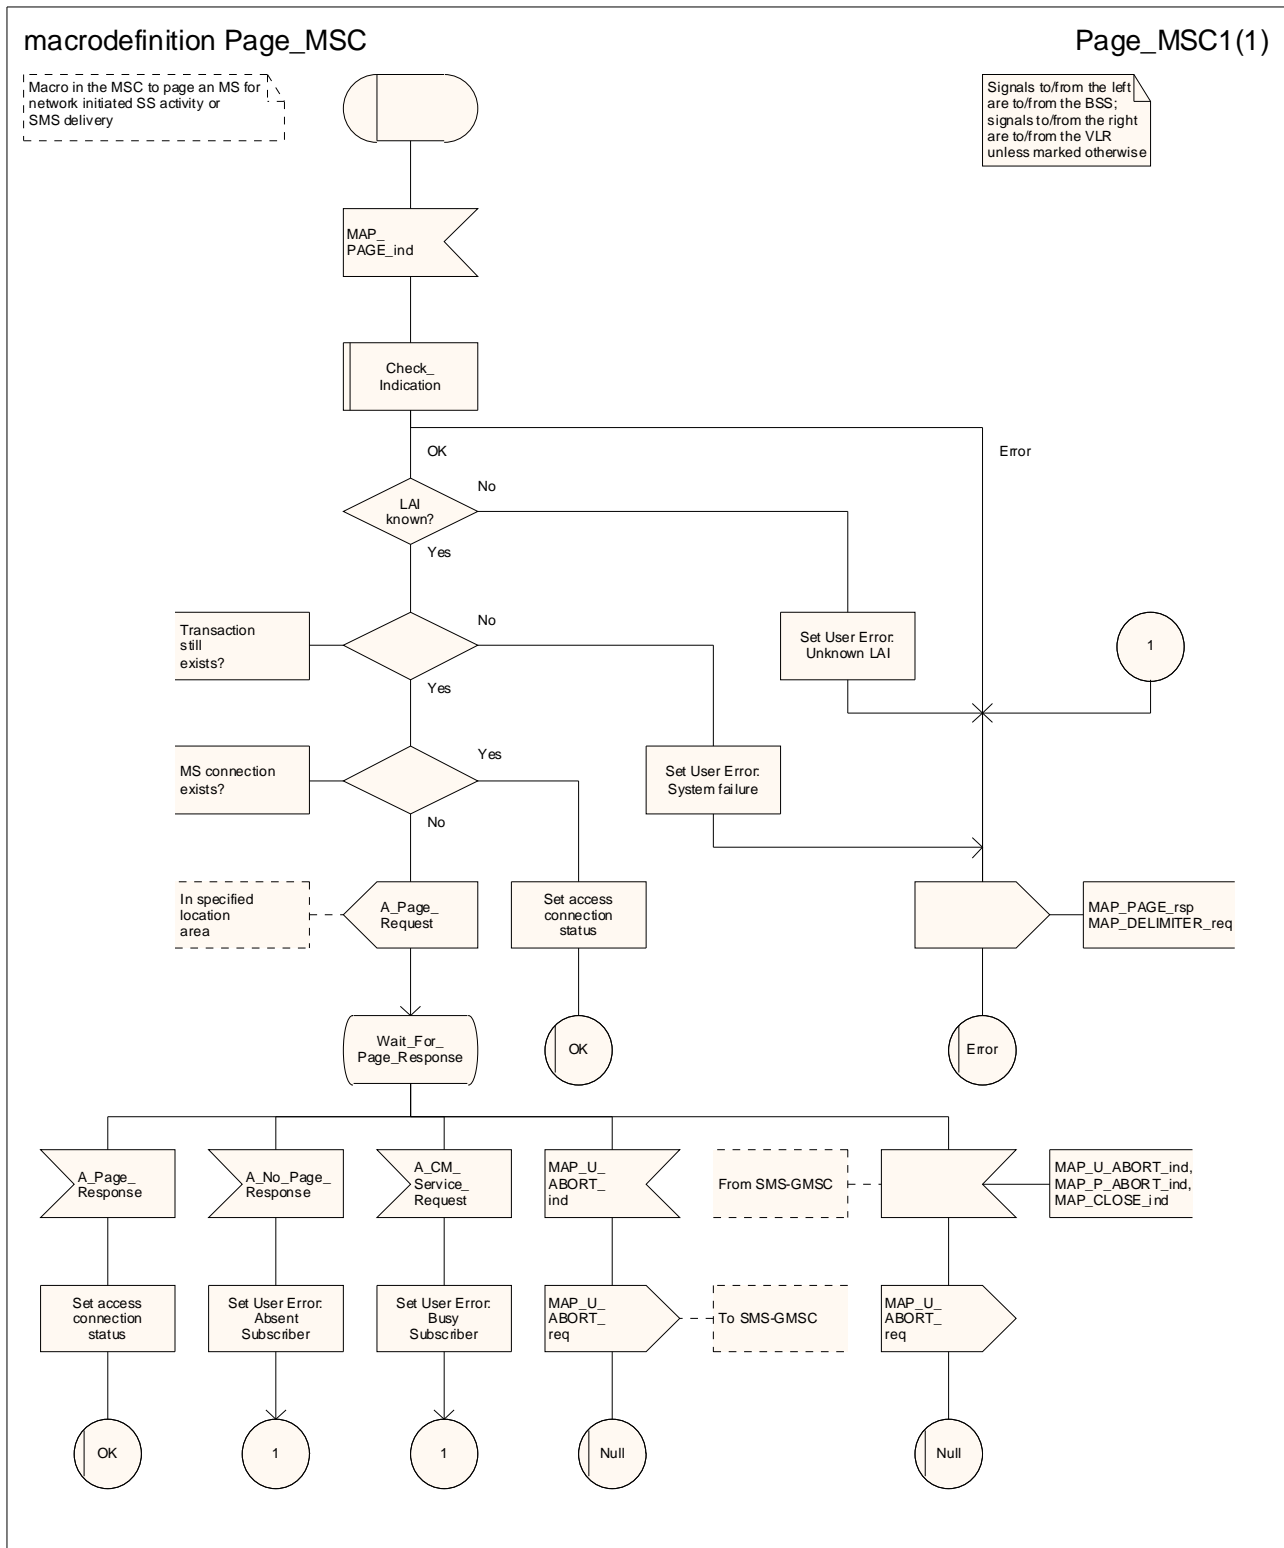 macrodefinition Page_MSC
Page_MSC1(1)
Macro in the MSC to page an MS for
network initiated SS activity or
SMS delivery
Signals to/from the left
are to/from the BSS;
signals to/from the right
are to/from the VLR
unless marked otherwise
MAP_
PAGE_ind
Check_
Indication
OK
Error
No
LAI
known?
Yes
No
Transaction
still
exists?
Set User Error:
Unknown LAI
1
Yes
Yes
MS connection
exists?
Set User Error:
System failure
No
In specified
location
area
A_Page_
Request
Set access
connection
status
MAP_PAGE_rsp
MAP_DELIMITER_req
Wait_For_
Page_Response
OK
Error
A_Page_
Response
A_No_Page_
Response
A_CM_
Service_
Request
MAP_U_
ABORT_
ind
From SMS-GMSC
MAP_U_ABORT_ind,
MAP_P_ABORT_ind,
MAP_CLOSE_ind
Set access
connection
status
Set User Error:
Absent
Subscriber
Set User Error:
Busy
Subscriber
MAP_U_
ABORT_
req
To SMS-GMSC
MAP_U_
ABORT_
req
OK
1
1
Null
Null